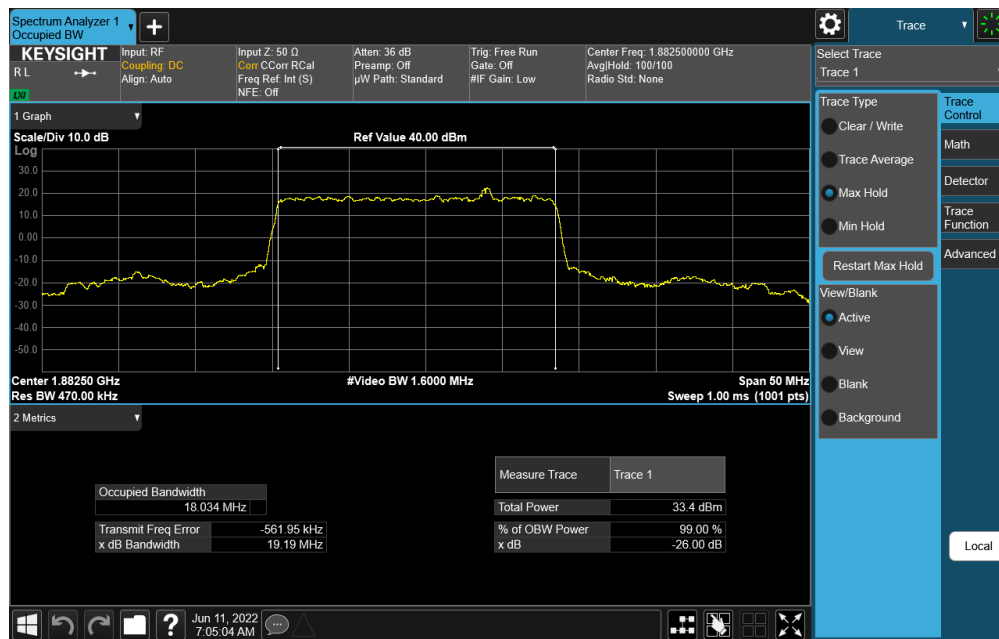 Spectrum Analyzer 1
Occupied BW
Trace
KEYSIGHT
R L
LXI
Input: RF
Coupling: DC
Align: Auto
Input Z: 50 Ω
Corr CCorr RCal
Freq Ref: Int (S)
NFE: Off
Atten: 36 dB
Preamp: Off
µW Path: Standard
Trig: Free Run
Gate: Off
#IF Gain: Low
Center Freq: 1.882500000 GHz
Avg|Hold: 100/100
Radio Std: None
Select Trace
Trace 1
1 Graph
Scale/Div 10.0 dB
Ref Value 40.00 dBm
Log
30.0
20.0
10.0
0.00
-10.0
-20.0
-30.0
-40.0
-50.0
Center 1.88250 GHz
#Video BW 1.6000 MHz
Span 50 MHz
Res BW 470.00 kHz
Sweep 1.00 ms (1001 pts)
Trace Type
Clear / Write
Trace Average
Max Hold
Min Hold
Restart Max Hold
View/Blank
Active
View
Blank
Background
Trace
Control
Math
Detector
Trace
Function
Advanced
Local
2 Metrics
Occupied Bandwidth
18.034 MHz
Transmit Freq Error -561.95 kHz
x dB Bandwidth 19.19 MHz
Measure Trace Trace 1
Total Power 33.4 dBm
% of OBW Power 99.00 %
x dB -26.00 dB
?
Jun 11, 2022
7:05:04 AM